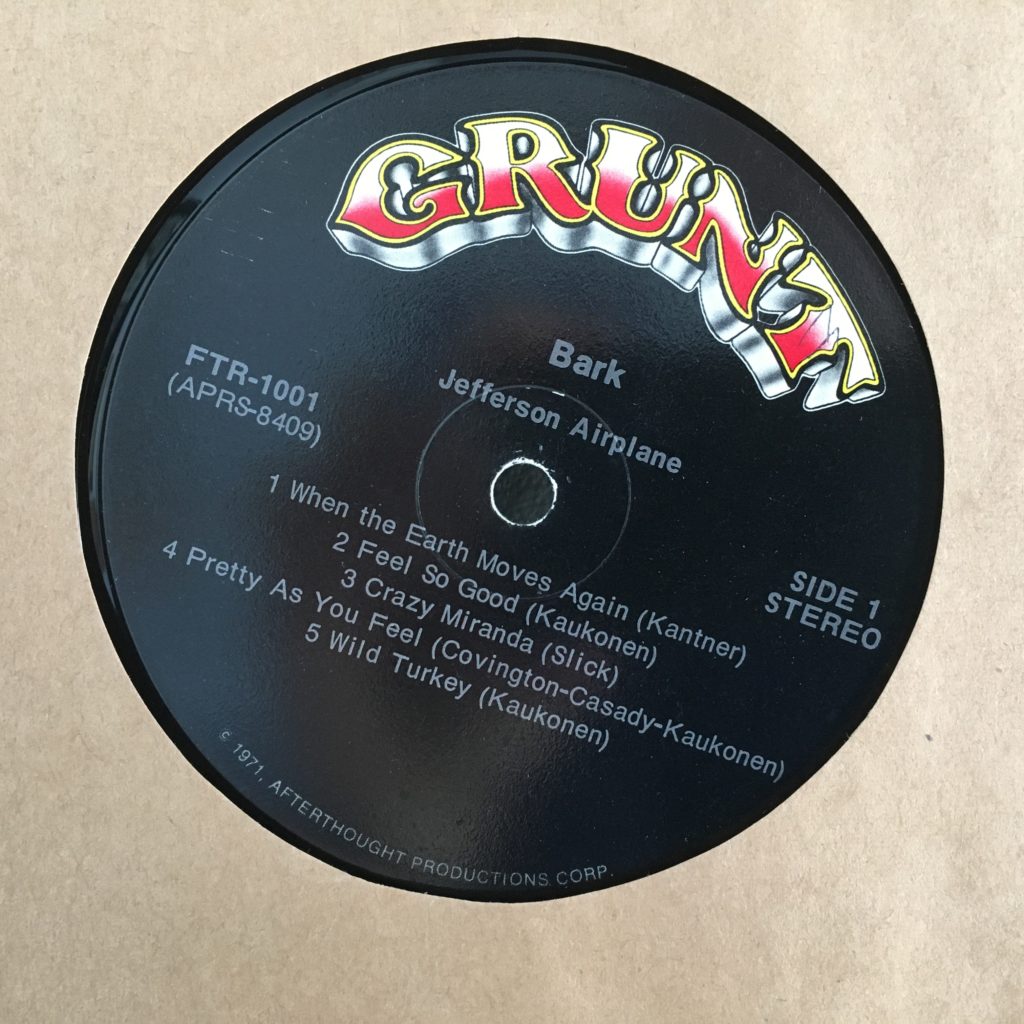 GRUNT
Bark
Jefferson Airplane
FTR-1001
(APRS-8409)
SIDE 1
STEREO
1 When the Earth Moves Again (Kantner)
2 Feel So Good (Kaukonen)
3 Crazy Miranda (Slick)
4 Pretty As You Feel (Covington-Casady-Kaukonen)
5 Wild Turkey (Kaukonen)
© 1971, AFTERTHOUGHT PRODUCTIONS CORP.